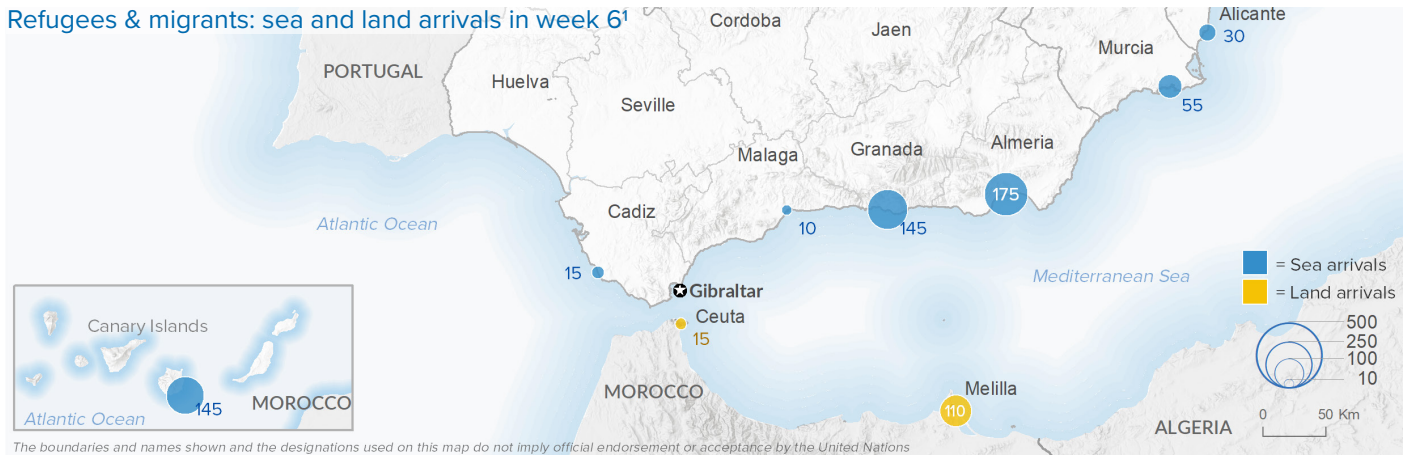 Refugees & migrants: sea and land arrivals in week 6¹
Cordoba
Alicante
30
Jaen
Murcia
PORTUGAL
Huelva
Seville
55
Malaga
Granada
Almeria
175
Cadiz
Atlantic Ocean
10
145
15
Mediterranean Sea
= Sea arrivals
Gibraltar
= Land arrivals
Ceuta
15
Canary Islands
500
250
100
10
MOROCCO
Melilla
MOROCCO
145
110
Atlantic Ocean
0 50 Km
ALGERIA
The boundaries and names shown and the designations used on this map do not imply official endorsement or acceptance by the United Nations